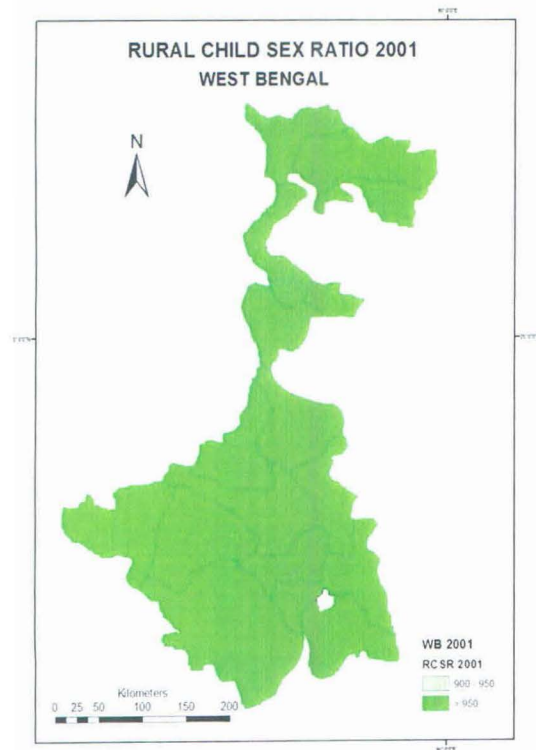 RURAL CHILD SEX RATIO 2001
WEST BENGAL
N
WB 2001
RCSR 2001
900 - 950
> 950
Kilometers
0 25 50 100 150 200